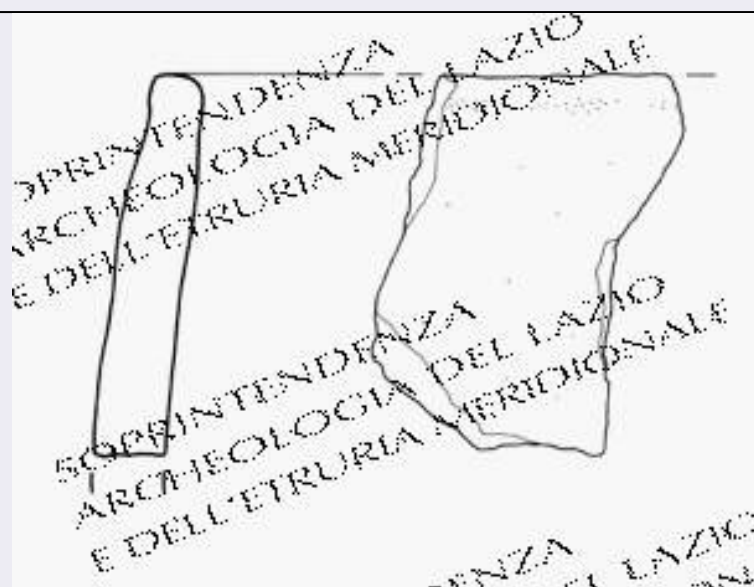 SOPRINTENDENZA
ARCHEOLOGIA DEL LAZIO
E DELL'ETRURIA MERIDIONALE
SOPRINTENDENZA
ARCHEOLOGIA DEL LAZIO
E DELL'ETRURIA MERIDIONALE